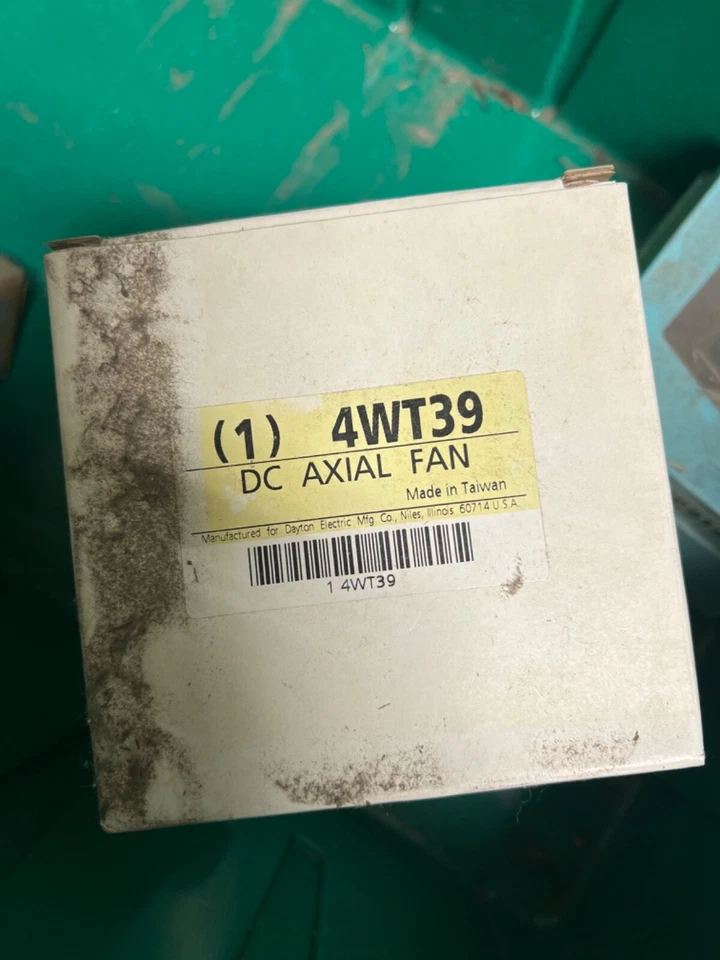 (1) 4WT39
DC AXIAL FAN
Made in Taiwan
Manufactured for Dayton Electric Mfg. Co., Niles, Illinois 60714 U.S.A.
1 4WT39